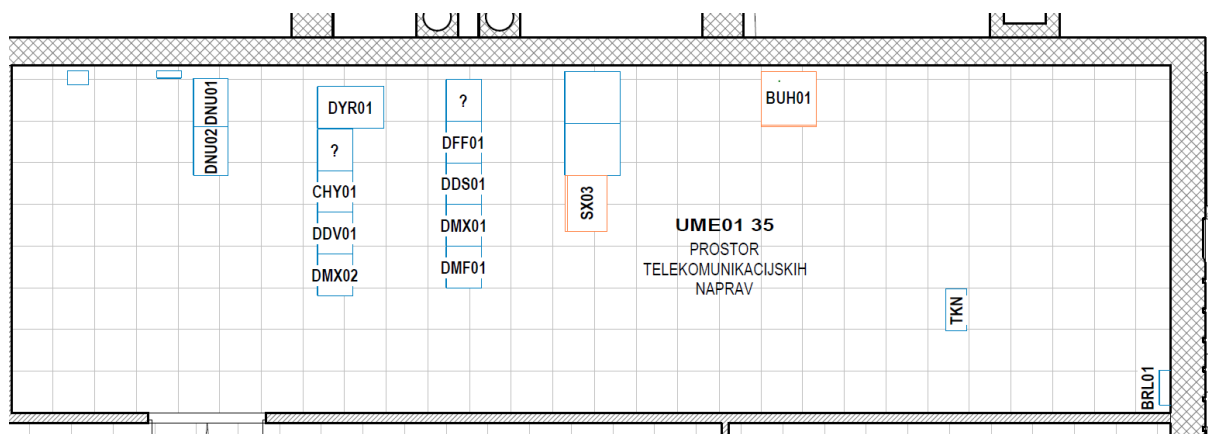 DNU01
DNU02
DYR01
?
CHY01
DDV01
DMX02
?
DFF01
DDS01
DMX01
DMF01
SX03
BUH01
UME01 35
PROSTOR
TELEKOMUNIKACIJSKIH
NAPRAV
TKN
BRL01